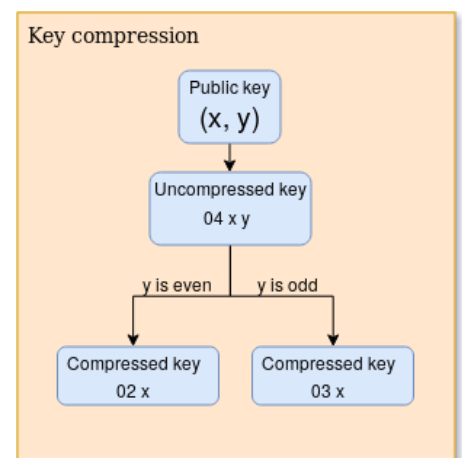 Key compression
Public key
(x, y)
Uncompressed key
04 x y
y is even
y is odd
Compressed key
02 x
Compressed key
03 x